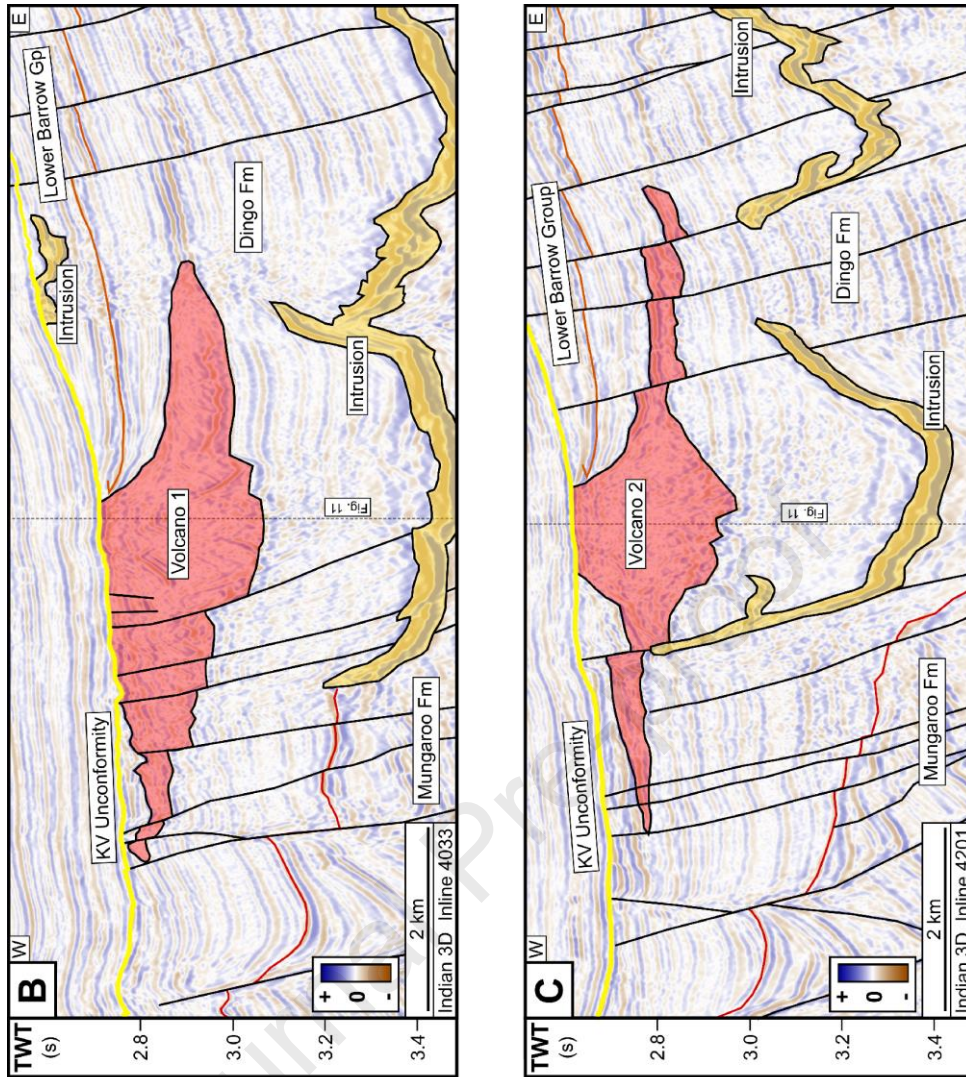 B
W
E
TWT
(s)
2.8
3.0
3.2
3.4
KV Unconformity
Volcano 1
Lower Barrow Gp
Intrusion
Dingo Fm
Intrusion
Fig. 11
Mungaroo Fm
+
0
-
2 km
Indian 3D Inline 4033
C
W
E
TWT
(s)
2.8
3.0
3.2
3.4
KV Unconformity
Volcano 2
Lower Barrow Group
Intrusion
Dingo Fm
Intrusion
Fig. 11
Mungaroo Fm
+
0
-
2 km
Indian 3D Inline 4201